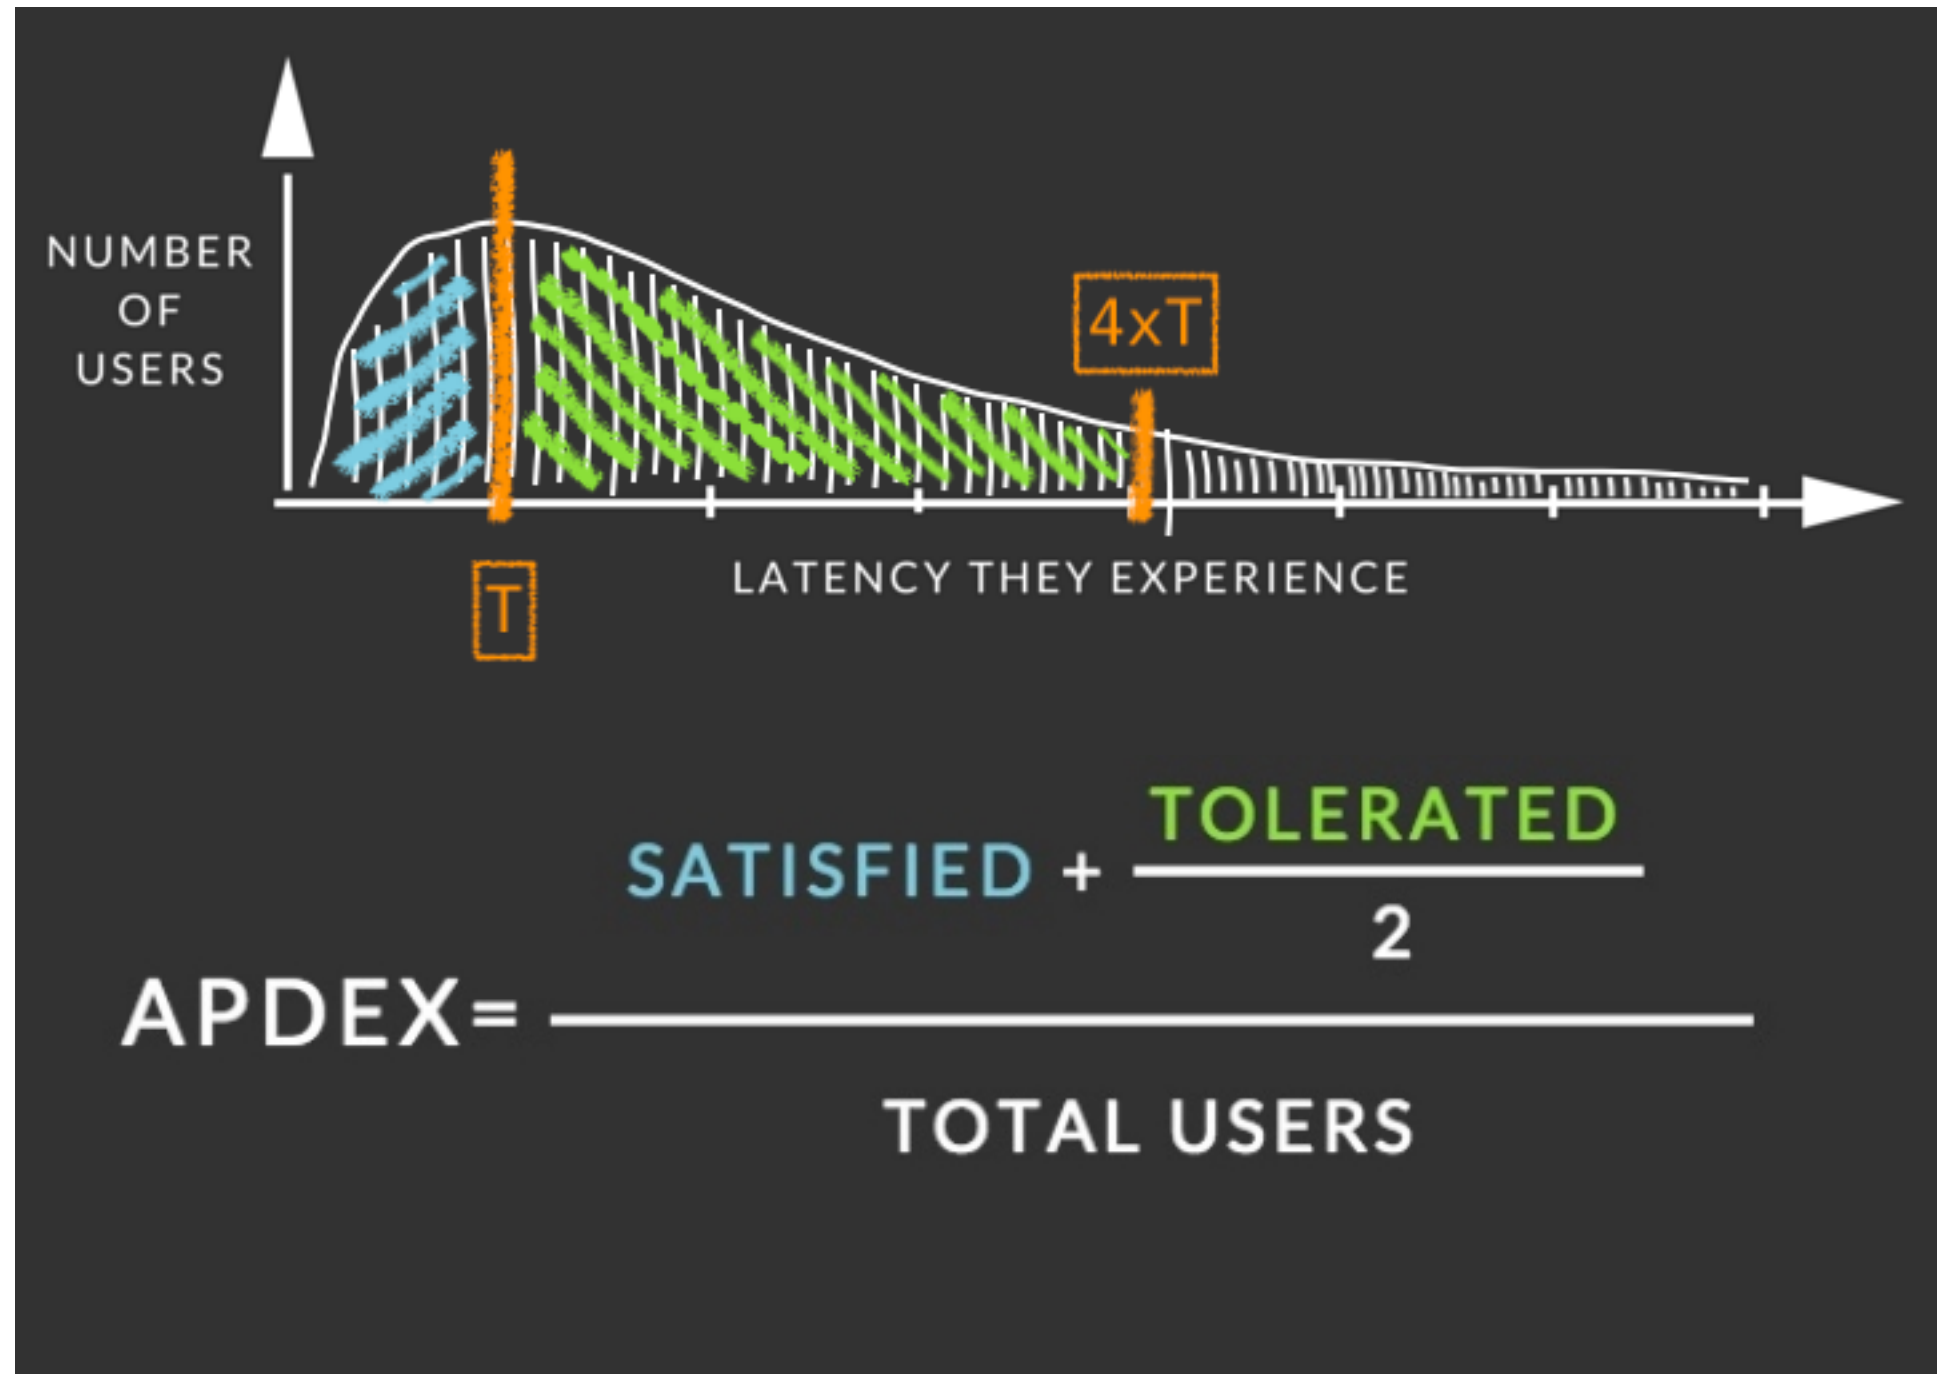 NUMBER
OF
USERS
4xT
LATENCY THEY EXPERIENCE
T
TOLERATED
SATISFIED +
2
APDEX=
TOTAL USERS